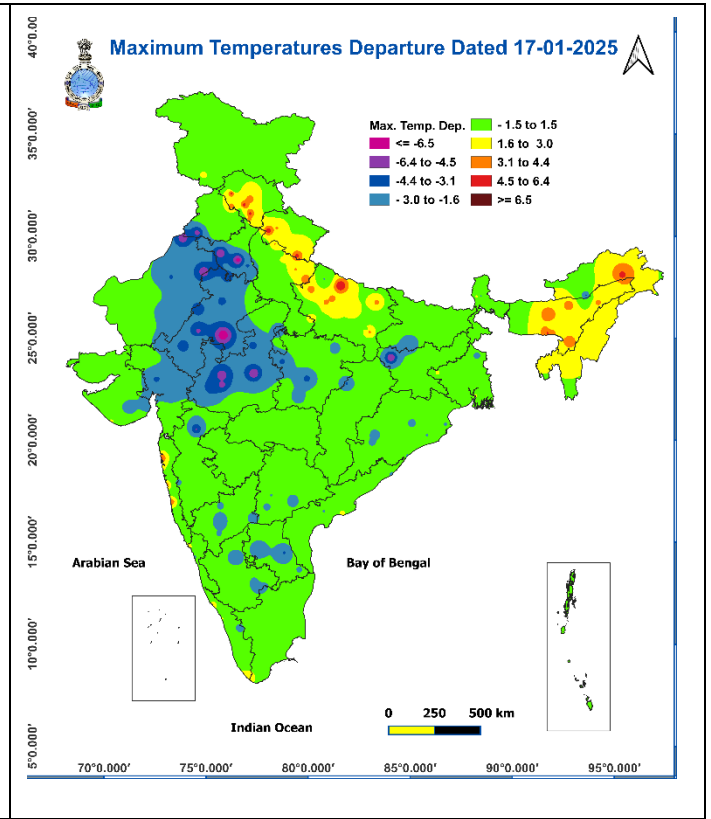 Maximum Temperatures Departure Dated 17-01-2025
Max. Temp. Dep.
<= -6.5
-6.4 to -4.5
-4.4 to -3.1
- 3.0 to -1.6
- 1.5 to 1.5
1.6 to 3.0
3.1 to 4.4
4.5 to 6.4
>= 6.5
40°0.00
35°0.000′
30°0.000′
25°0.000′
20°0.000′
15°0.000′
10°0.000′
5°0.000′
Arabian Sea
Bay of Bengal
Indian Ocean
0 250 500 km
70°0.000′ 75°0.000′ 80°0.000′ 85°0.000′ 90°0.000′ 95°0.000′